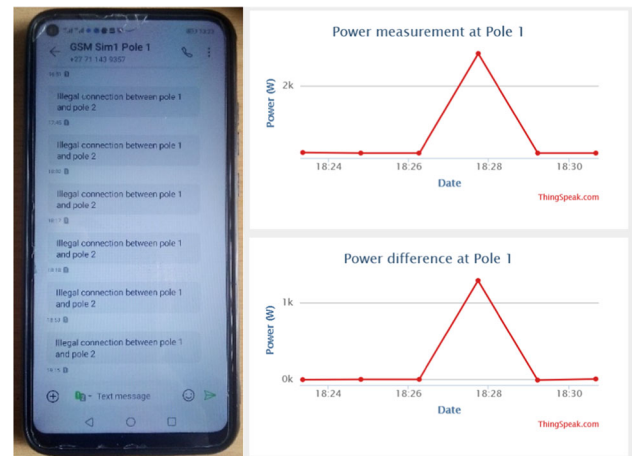 GSM Sim1 Pole 1
Illegal connection between pole 1
and pole 2
Illegal connection between pole 1
and pole 2
Illegal connection between pole 1
and pole 2
Illegal connection between pole 1
and pole 2
Illegal connection between pole 1
and pole 2
Illegal connection between pole 1
and pole 2
Text message
Power measurement at Pole 1
Power (W)
2k
18:24 18:26 18:28 18:30
Date
ThingSpeak.com
Power difference at Pole 1
Power (W)
1k
0k
18:24 18:26 18:28 18:30
Date
ThingSpeak.com